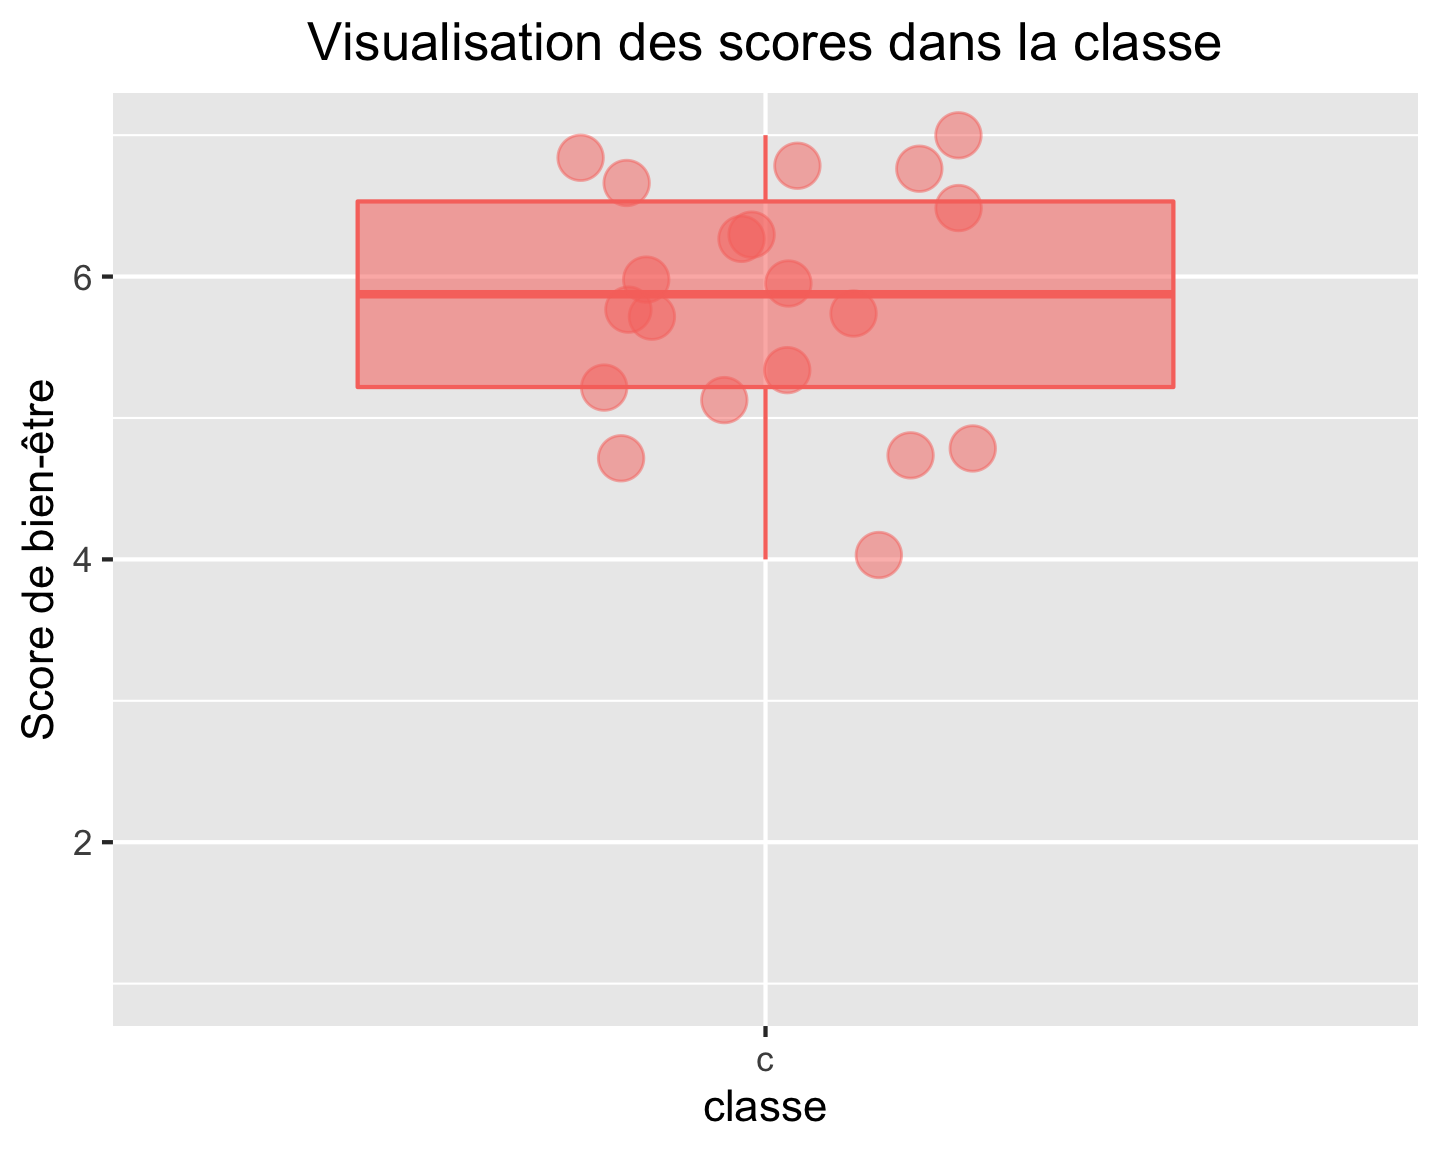 Visualisation des scores dans la classe
Score de bien-être
6
4
2
c
classe